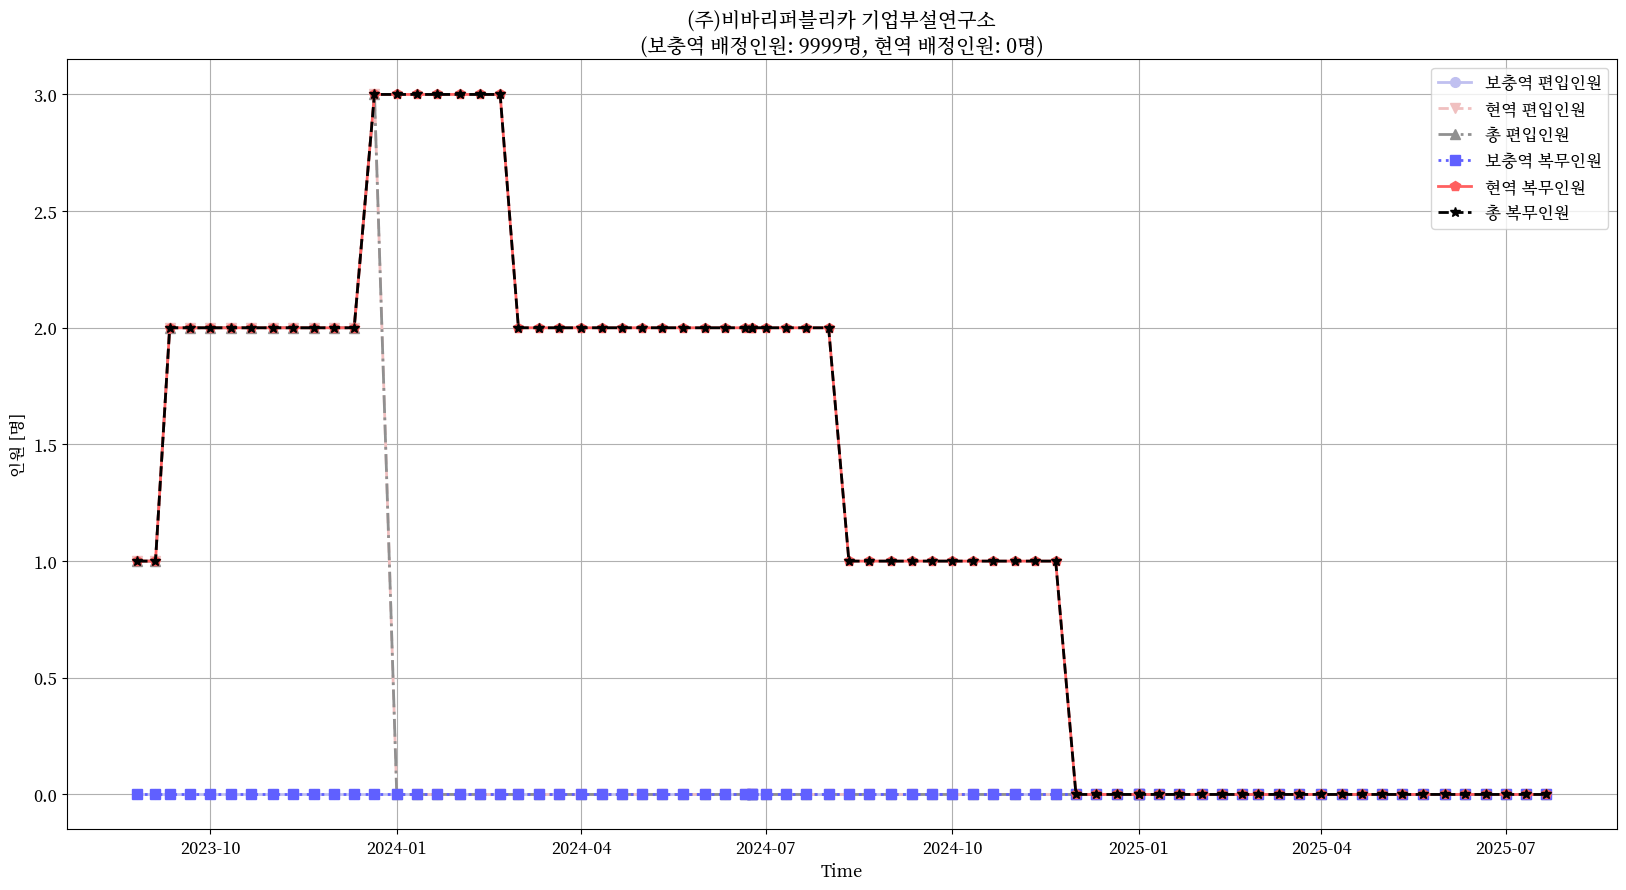 (주)비바리퍼블리카 기업부설연구소
(보충역 배정인원: 9999명, 현역 배정인원: 0명)
보충역 편입인원
현역 편입인원
총 편입인원
보충역 복무인원
현역 복무인원
총 복무인원
인원 [명]
3.0
2.5
2.0
1.5
1.0
0.5
0.0
2023-10
2024-01
2024-04
2024-07
2024-10
2025-01
2025-04
2025-07
Time